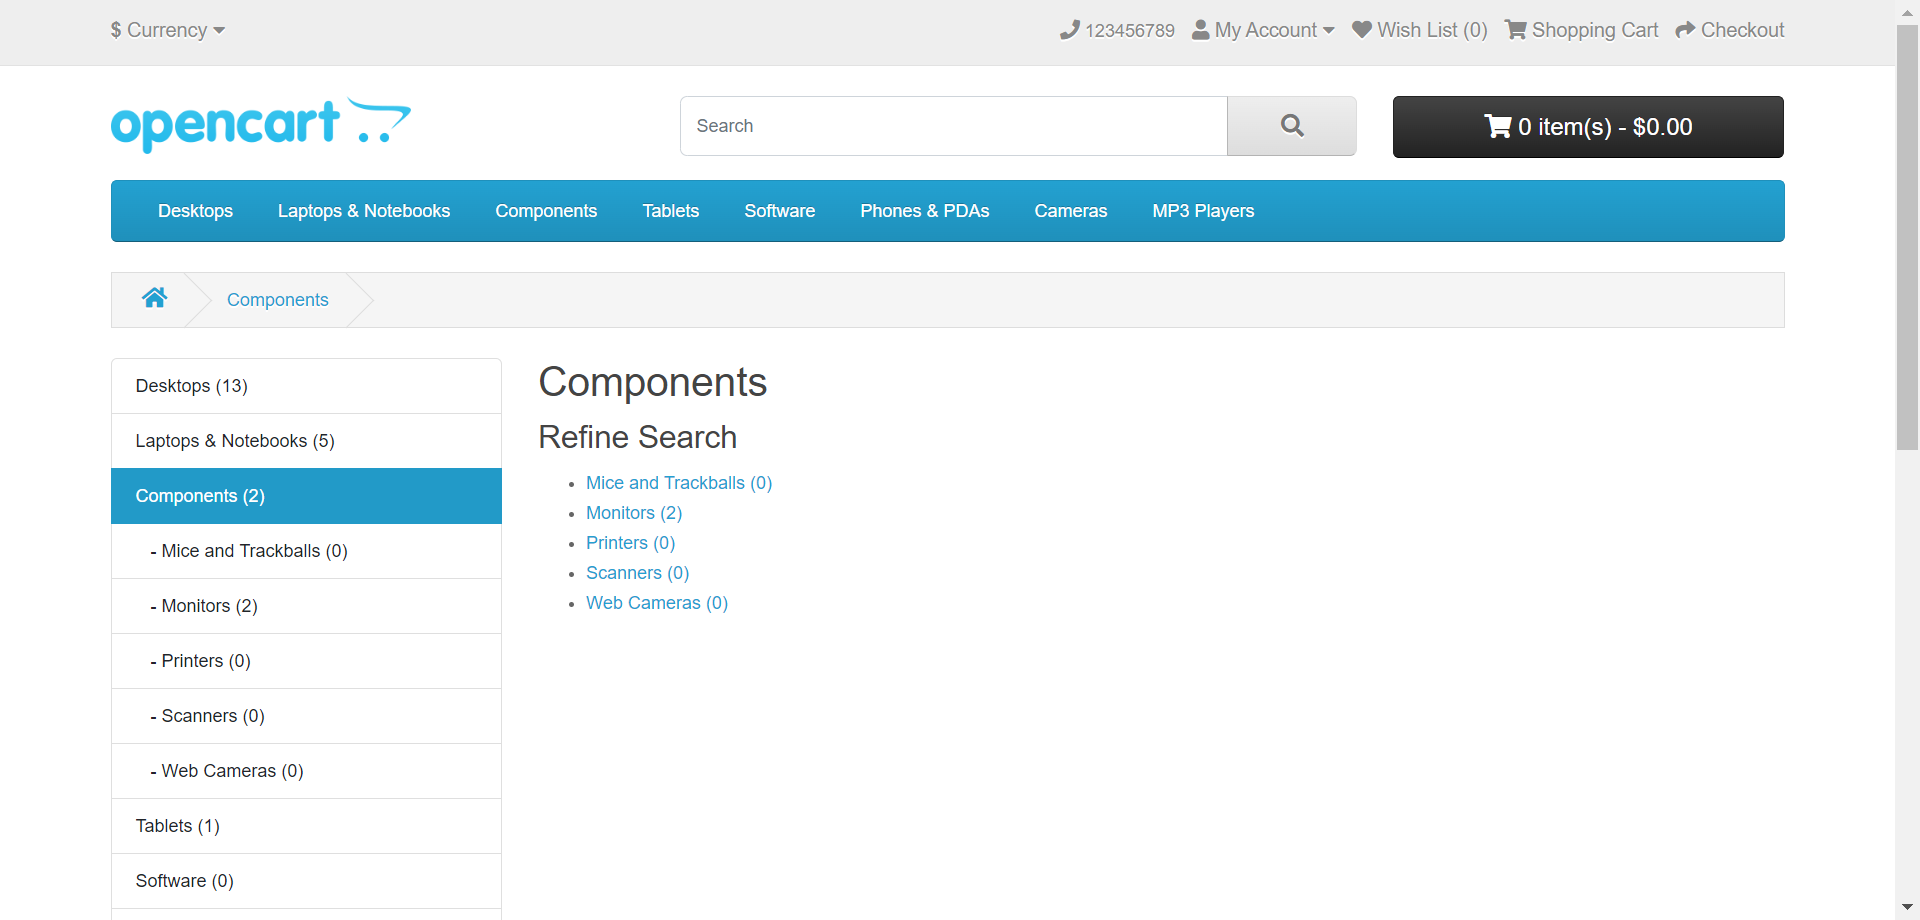 $ Currency
123456789 My Account Wish List (0) Shopping Cart Checkout
opencart
Search
0 item(s) - $0.00
Desktops Laptops & Notebooks Components Tablets Software Phones & PDAs Cameras MP3 Players
Components
Desktops (13)
Laptops & Notebooks (5)
Components (2)
- Mice and Trackballs (0)
- Monitors (2)
- Printers (0)
- Scanners (0)
- Web Cameras (0)
Tablets (1)
Software (0)
Components
Refine Search
Mice and Trackballs (0)
Monitors (2)
Printers (0)
Scanners (0)
Web Cameras (0)